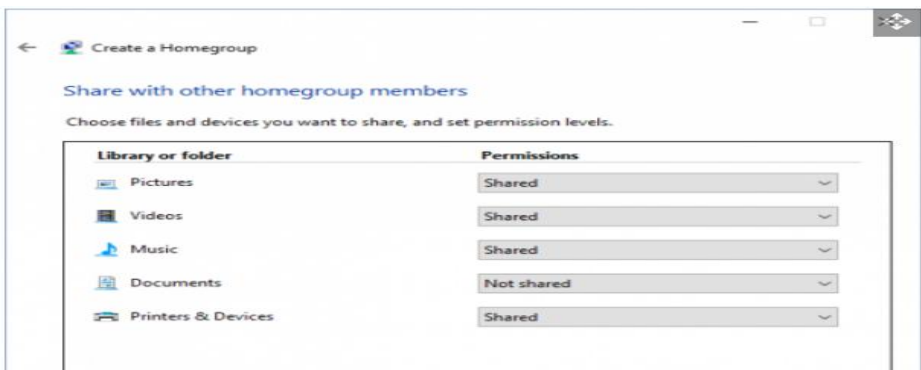 Create a Homegroup
Share with other homegroup members
Choose files and devices you want to share, and set permission levels.
Library or folder Permissions
Pictures Shared
Videos Shared
Music Shared
Documents Not shared
Printers & Devices Shared